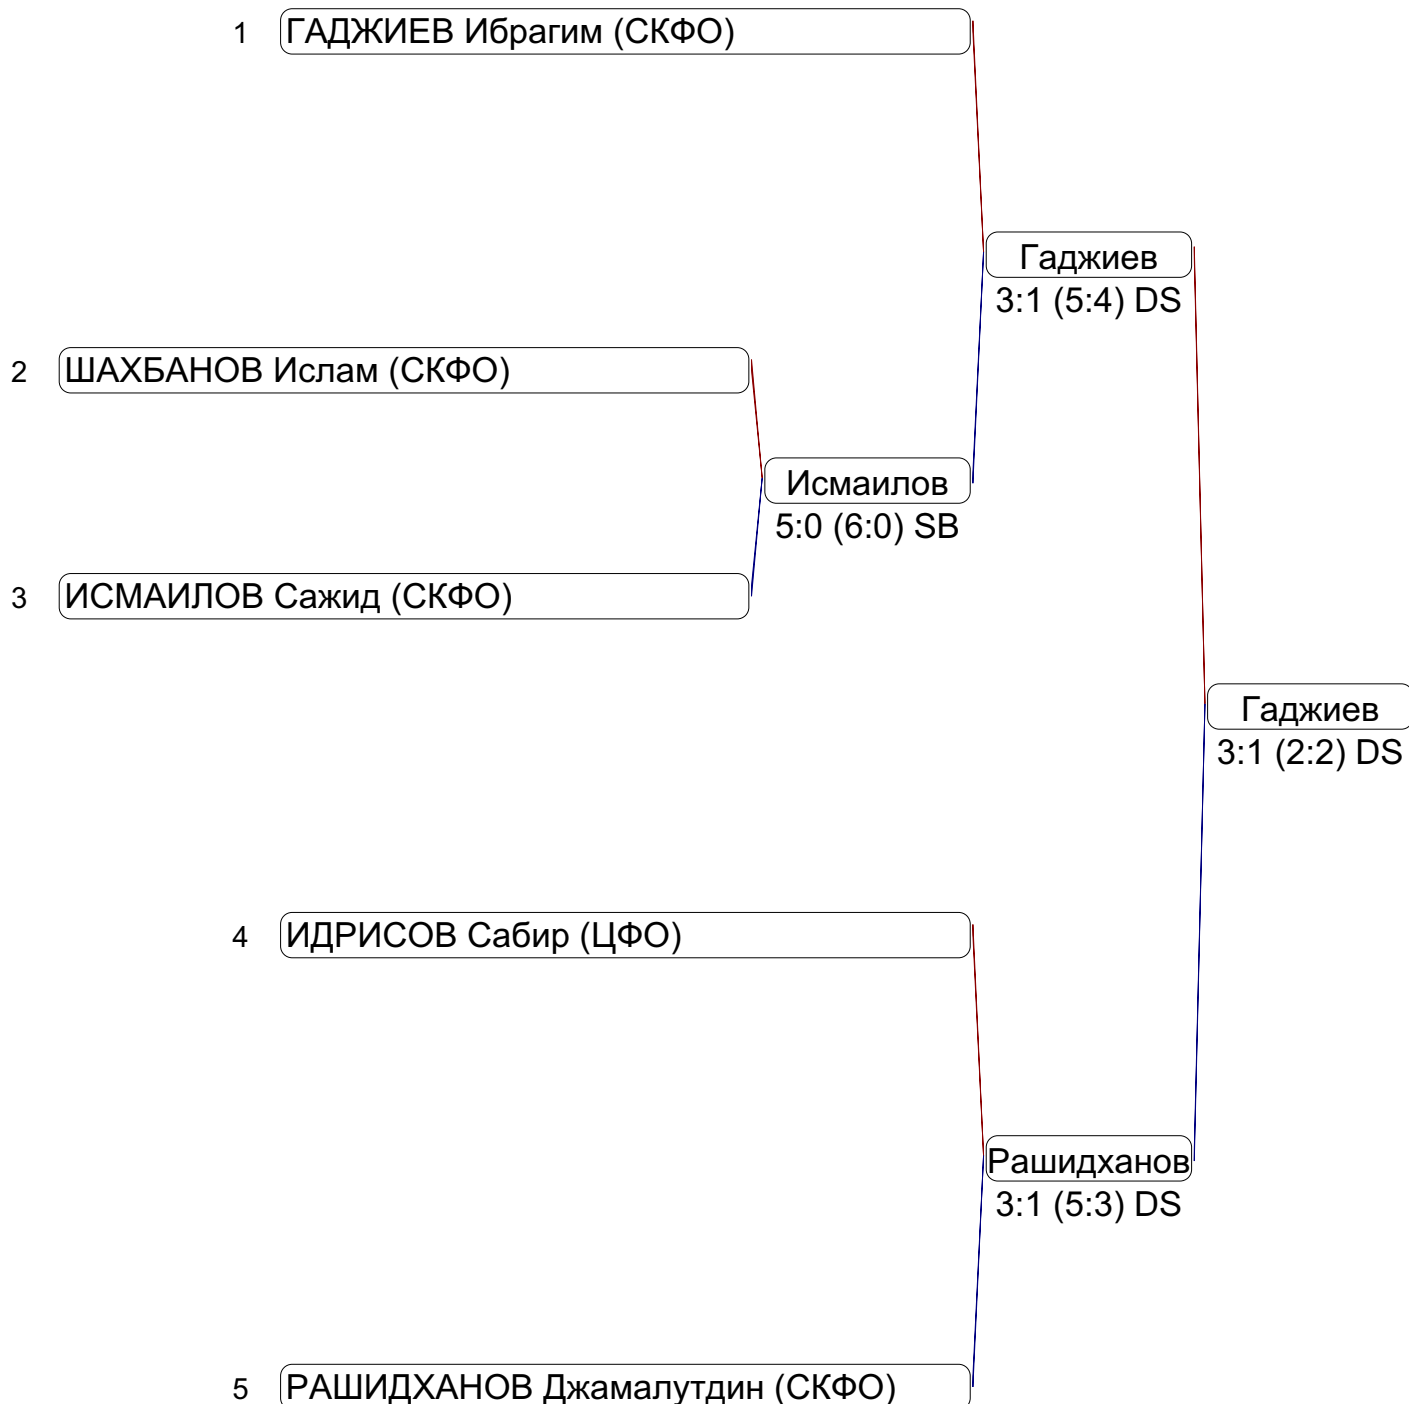 1 ГАДЖИЕВ Ибрагим (СКФО)
Гаджиев
3:1 (5:4) DS
2 ШАХБАНОВ Ислам (СКФО)
Исмаилов
5:0 (6:0) SB
3 ИСМАИЛОВ Сажид (СКФО)
Гаджиев
3:1 (2:2) DS
4 ИДРИСОВ Сабир (ЦФО)
Рашидханов
3:1 (5:3) DS
5 РАШИДХАНОВ Джамалутдин (СКФО)